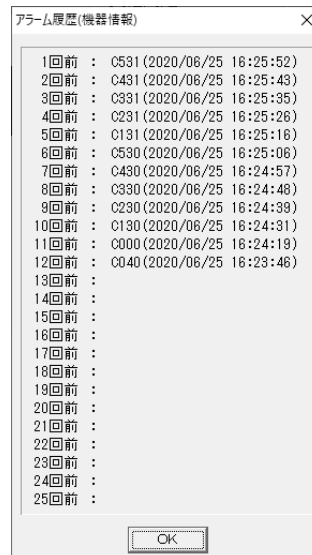 アラーム履歴(機器情報)
1回前 : C531(2020/06/25 16:25:52)
2回前 : C431(2020/06/25 16:25:43)
3回前 : C331(2020/06/25 16:25:35)
4回前 : C231(2020/06/25 16:25:26)
5回前 : C131(2020/06/25 16:25:16)
6回前 : C530(2020/06/25 16:25:06)
7回前 : C430(2020/06/25 16:24:57)
8回前 : C330(2020/06/25 16:24:48)
9回前 : C230(2020/06/25 16:24:39)
10回前 : C130(2020/06/25 16:24:31)
11回前 : C000(2020/06/25 16:24:19)
12回前 : C040(2020/06/25 16:23:46)
13回前 :
14回前 :
15回前 :
16回前 :
17回前 :
18回前 :
19回前 :
20回前 :
21回前 :
22回前 :
23回前 :
24回前 :
25回前 :
OK